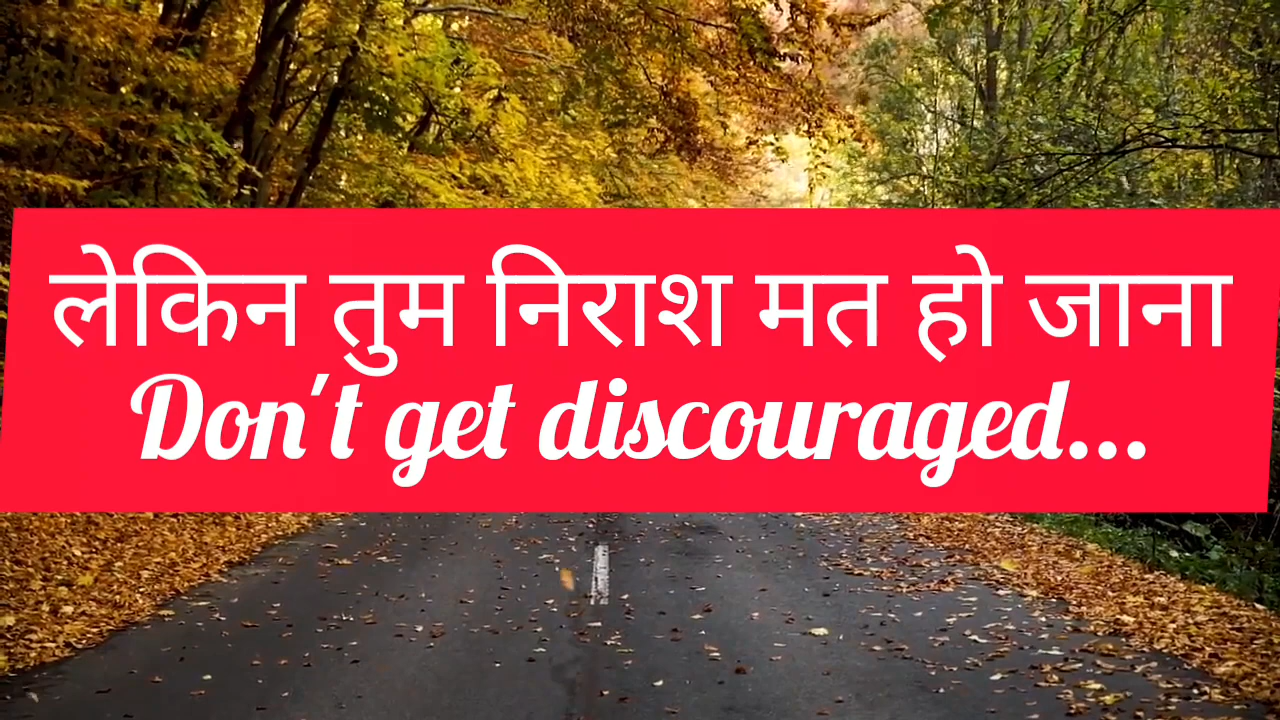 लेकिन तुम निराश मत हो जाना
Don't get discouraged...